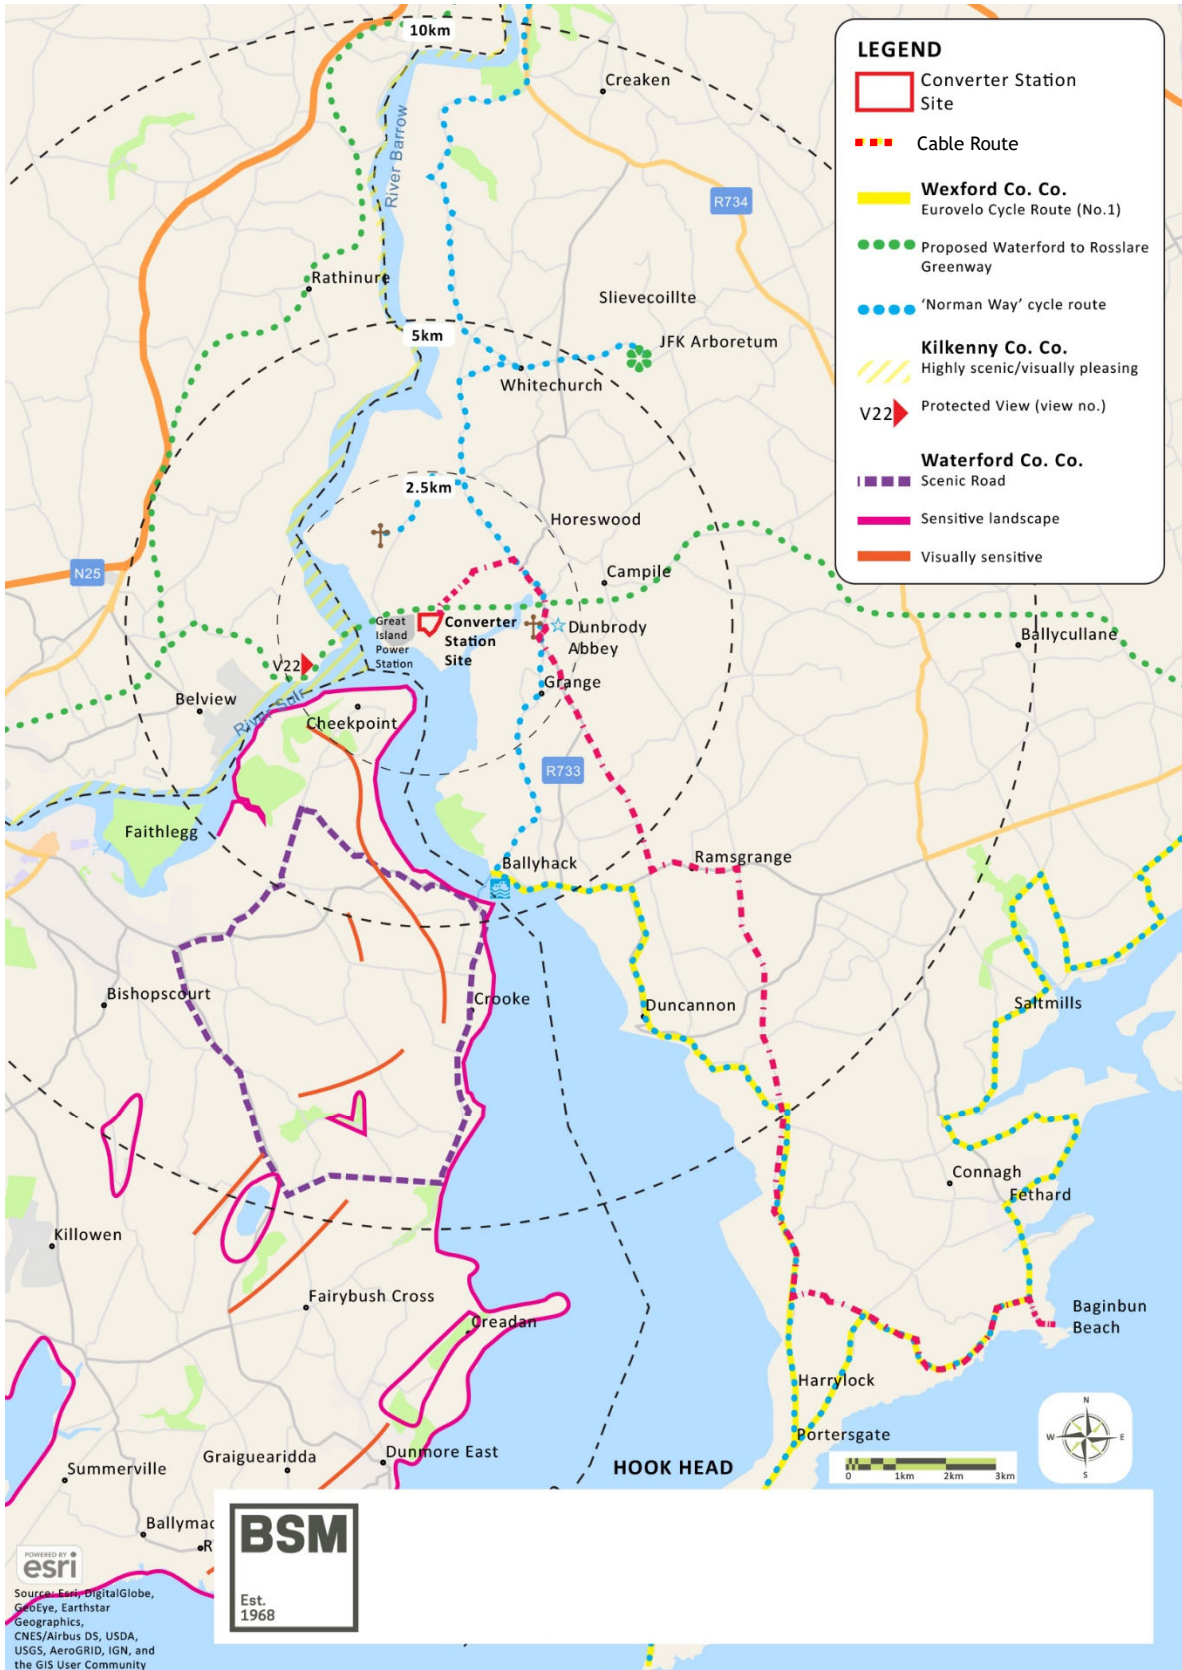 10km
Creaken
River Barrow
R734
Rathinure
Slievecoillte
5km
JFK Arboretum
Whitechurch
2.5km
Horeswood
N25
Campile
Great
Island
Power
Station
Converter
Station
Site
Dunbrody
Abbey
Ballycullane
V22
Grange
Belview
River Suir
Cheekpoint
R733
Faithlegg
Ballyhack
Ramsgrange
Bishopscourt
Crooke
Duncannon
Saltmills
Connagh
Fethard
Killowen
Fairybush Cross
Creadan
Baginbun
Beach
Harrylock
Portersgate
Graiguearidda
Dunmore East
Summerville
HOOK HEAD
Ballymac
R
LEGEND
Converter Station
Site
Cable Route
Wexford Co. Co.
Eurovelo Cycle Route (No.1)
Proposed Waterford to Rosslare
Greenway
‘Norman Way’ cycle route
Kilkenny Co. Co.
Highly scenic/visually pleasing
V22 Protected View (view no.)
Waterford Co. Co.
Scenic Road
Sensitive landscape
Visually sensitive
N
W E
S
0 1km 2km 3km
BSM
Est.
1968
POWERED BY
esri
Source: Esri, DigitalGlobe,
GeoEye, Earthstar
Geographics,
CNES/Airbus DS, USDA,
USGS, AeroGRID, IGN, and
the GIS User Community